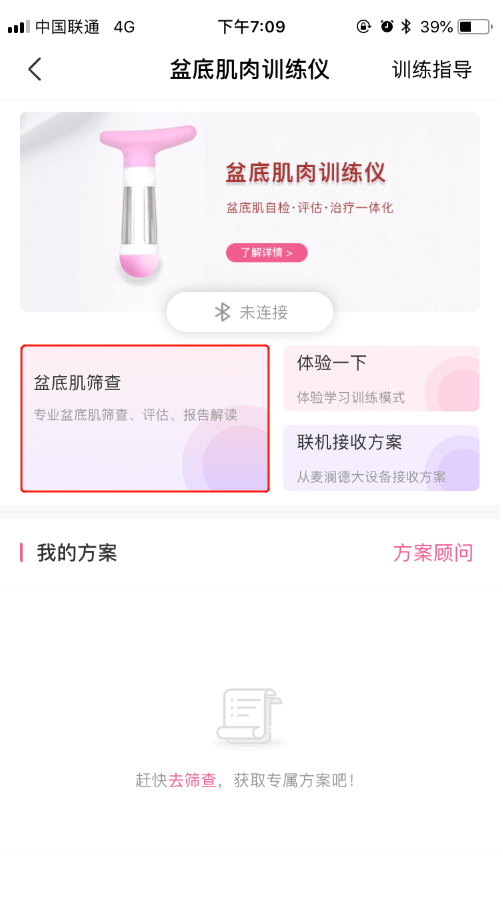 中国联通 4G 下午7:09 39%
盆底肌肉训练仪 训练指导
盆底肌肉训练仪
盆底肌自检·评估·治疗一体化
了解详情 >
未连接
盆底肌筛查
专业盆底肌筛查、评估、报告解读
体验一下
体验学习训练模式
联机接收方案
从麦澜德大设备接收方案
我的方案 方案顾问
赶快去筛查，获取专属方案吧！